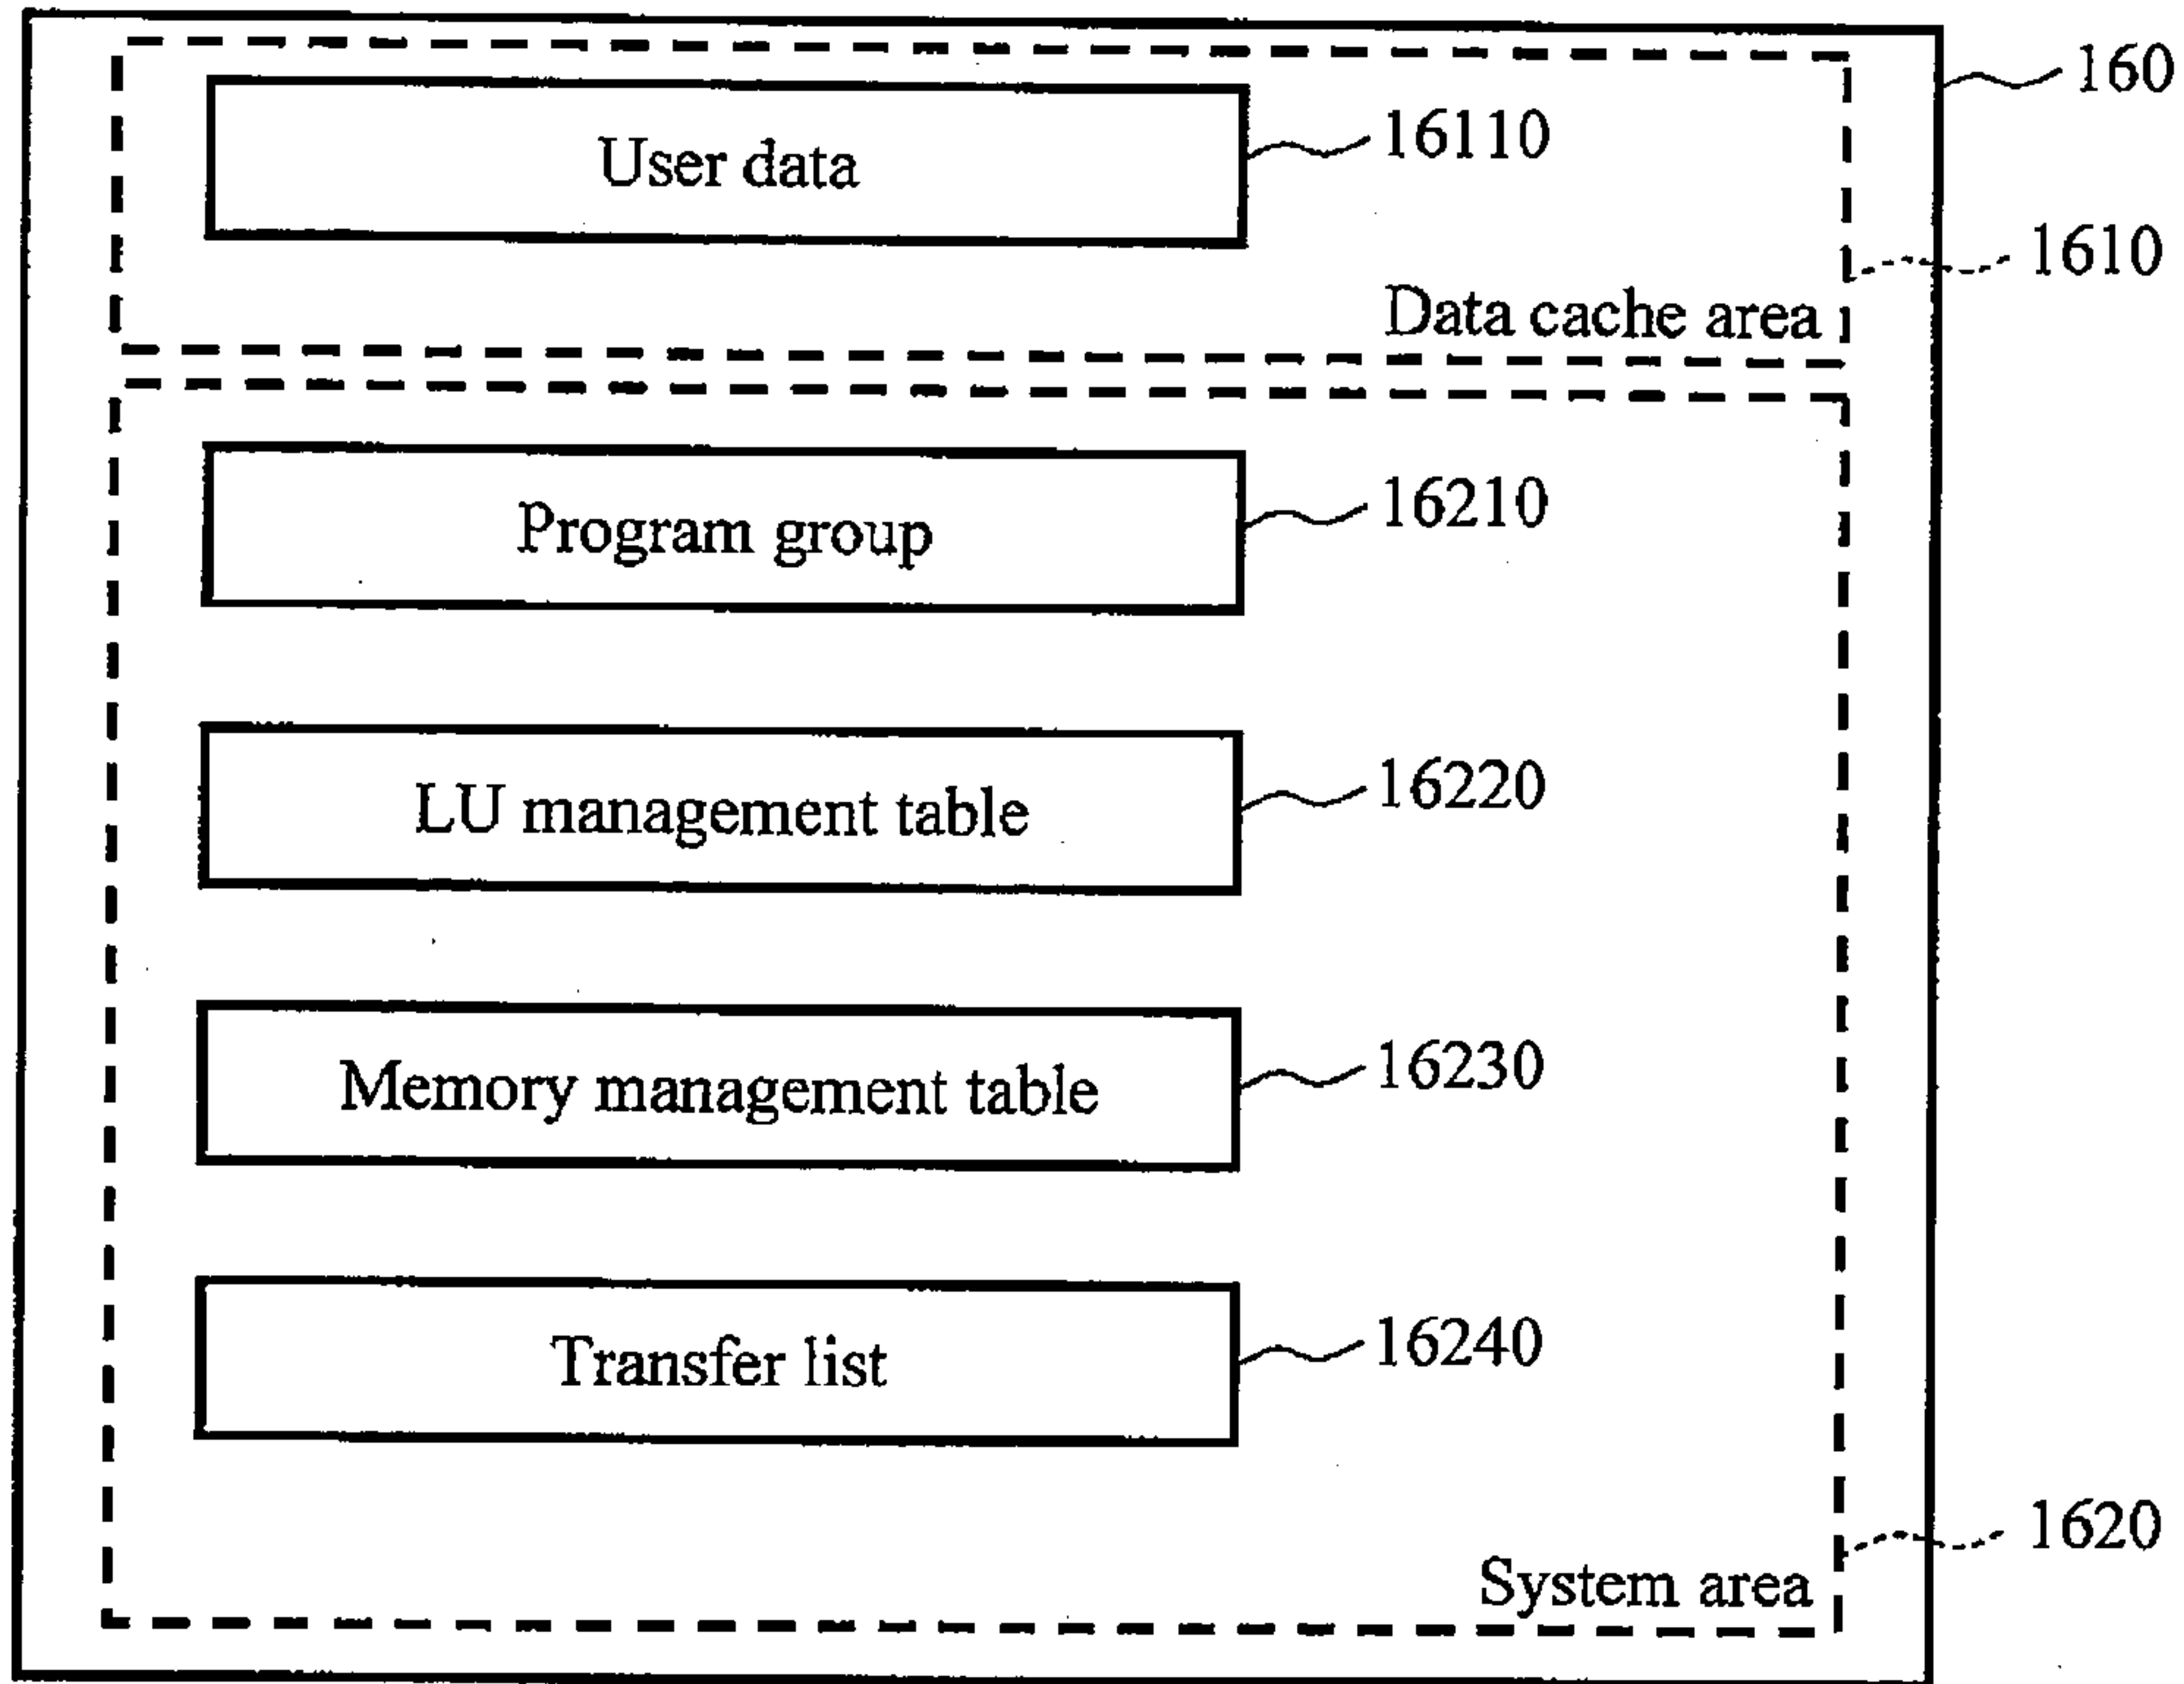 160
User data
16110
1610
Data cache area
Program group
16210
LU management table
16220
Memory management table
16230
Transfer list
16240
1620
System area